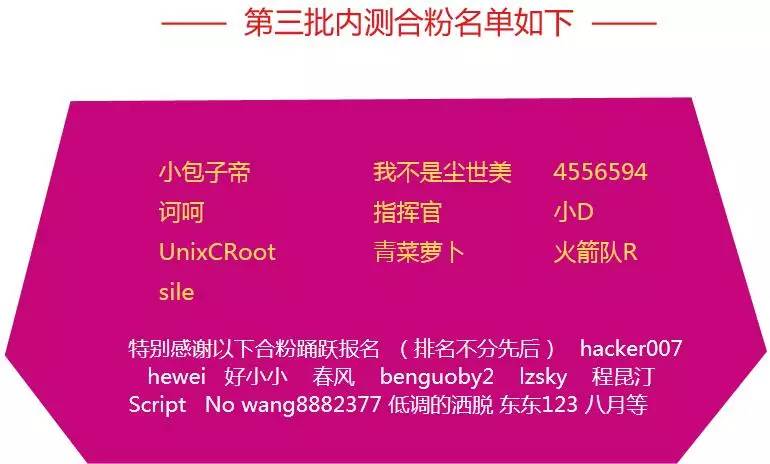 第三批内测合粉名单如下
小包子帝 我不是尘世美 4556594
诃呵 指挥官 小D
UnixCRoot 青菜萝卜 火箭队R
sile
特别感谢以下合粉踊跃报名 （排名不分先后） hacker007
hewei 好小小 春风 benguoby2 lzsky 程昆汀
Script No wang8882377 低调的洒脱 东东123 八月等